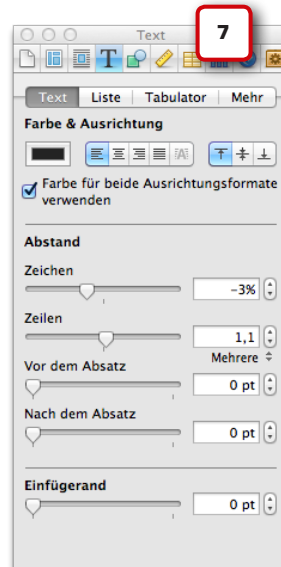 Text
7
Text Liste Tabulator Mehr
Farbe & Ausrichtung
A
Farbe für beide Ausrichtungsformate
verwenden
Abstand
Zeichen
-3%
Zeilen
1,1
Mehrere
Vor dem Absatz
0 pt
Nach dem Absatz
0 pt
Einfügerand
0 pt